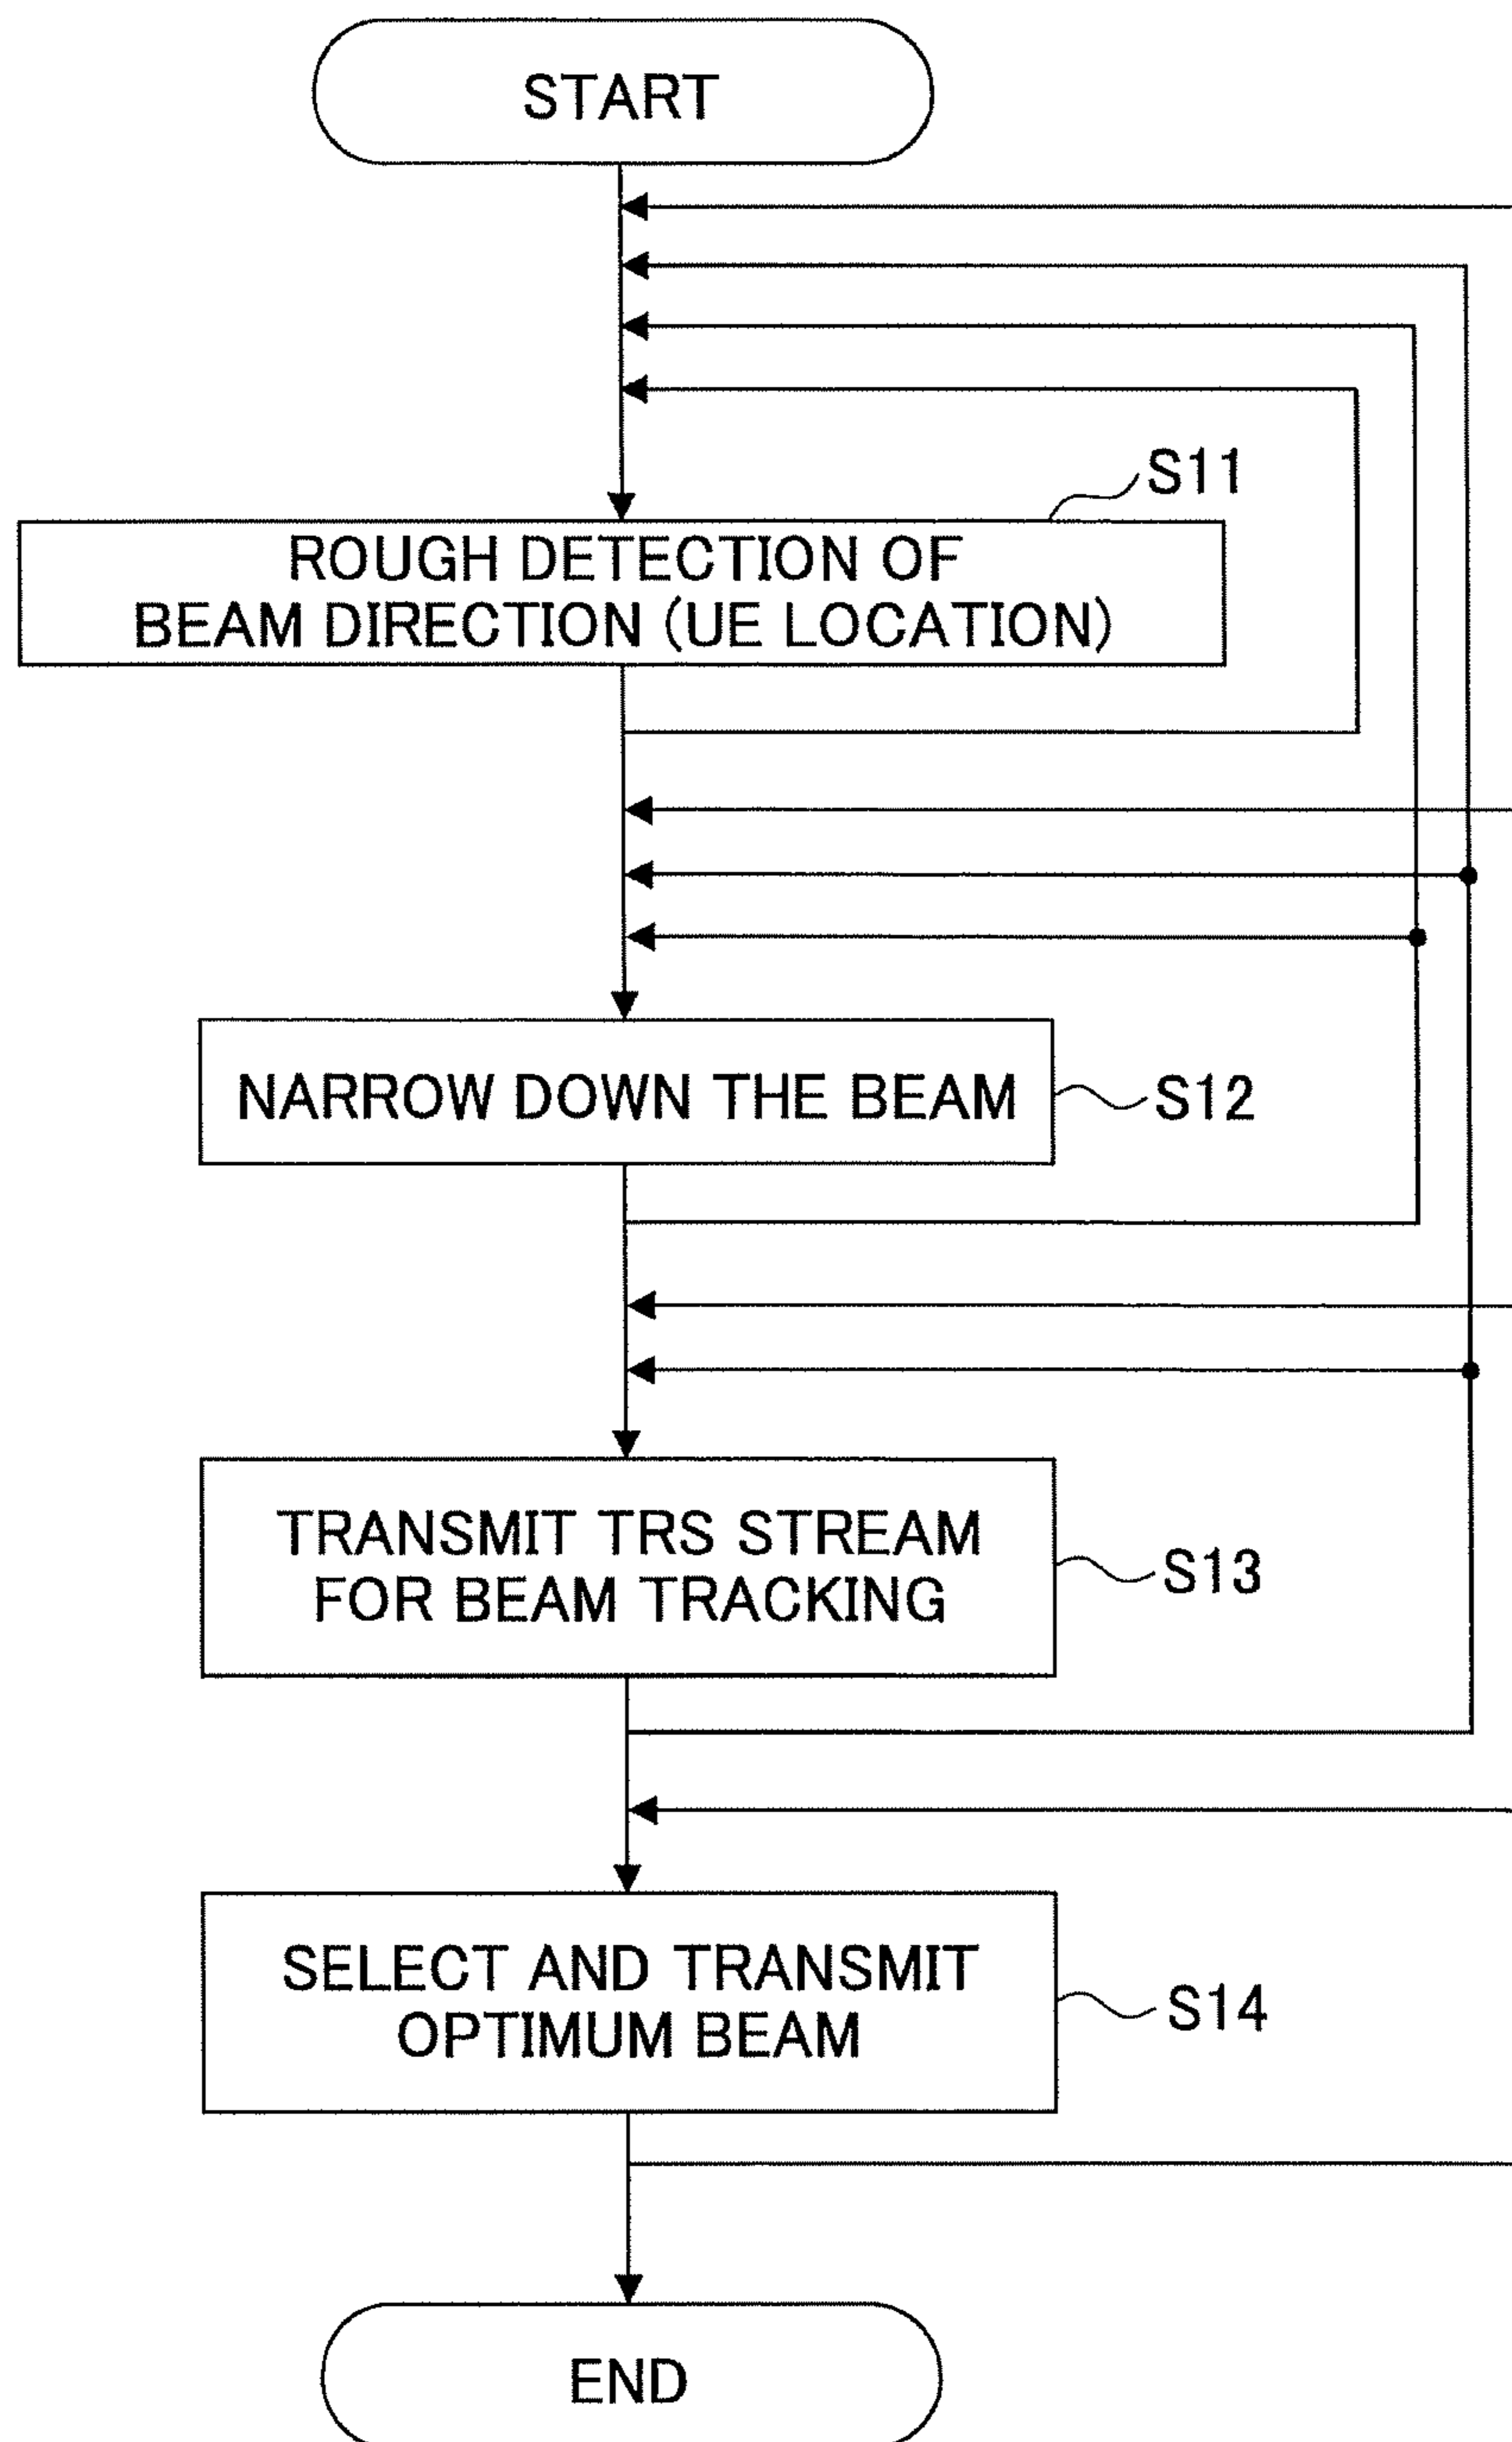 START
S11
ROUGH DETECTION OF
BEAM DIRECTION (UE LOCATION)
NARROW DOWN THE BEAM
S12
TRANSMIT TRS STREAM
FOR BEAM TRACKING
S13
SELECT AND TRANSMIT
OPTIMUM BEAM
S14
END